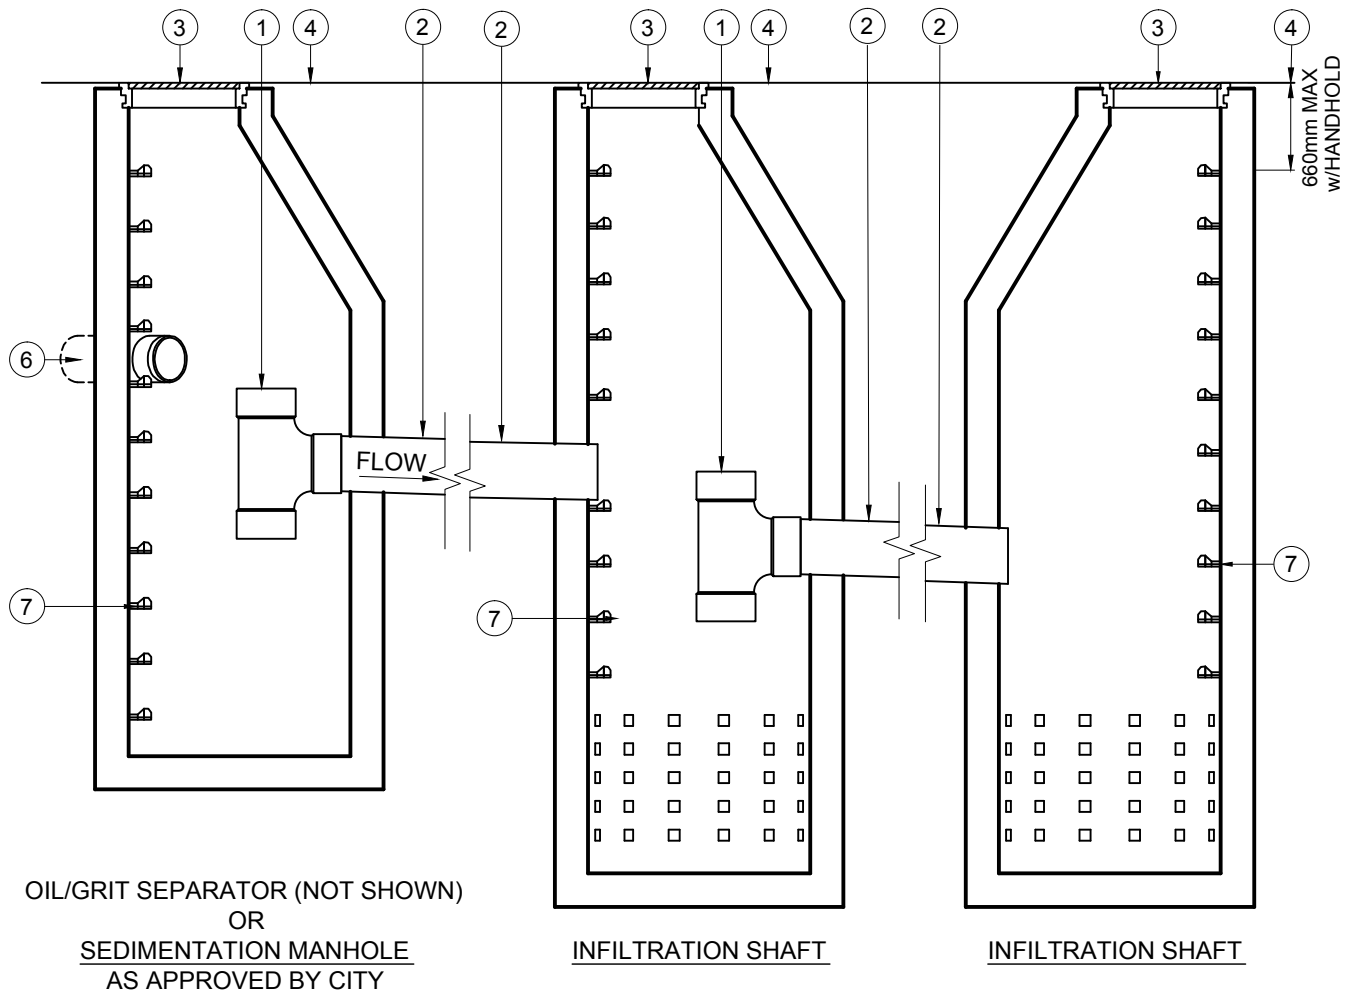 3 1 4 2 2 3 1 4 2 2 3 4
660mm MAX
w/HANDHOLD
6
FLOW
7
7
7
OIL/GRIT SEPARATOR (NOT SHOWN)
OR
SEDIMENTATION MANHOLE
AS APPROVED BY CITY
INFILTRATION SHAFT
INFILTRATION SHAFT